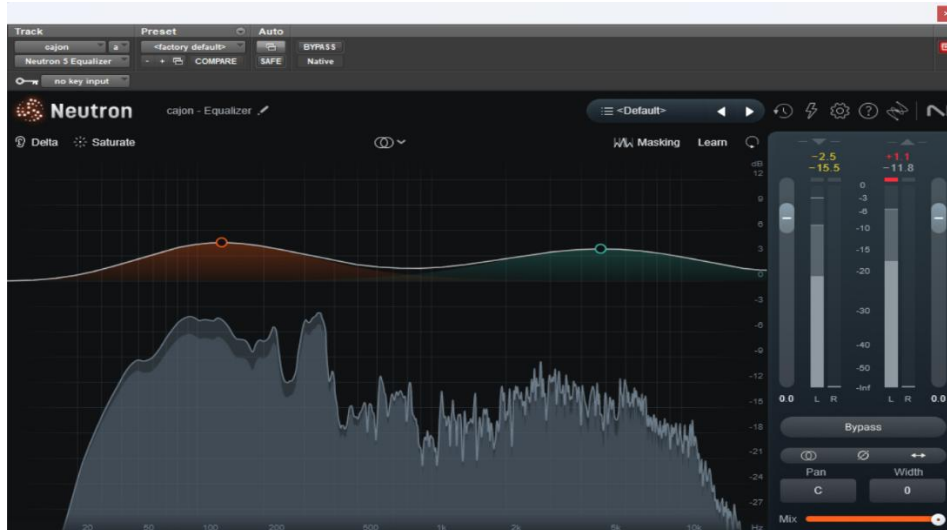 Track Preset Auto
cajon a <factory default> BYPASS
Neutron 5 Equalizer - + COMPARE SAFE Native
no key input
Neutron cajon - Equalizer <Default>
Delta Saturate Masking Learn
dB
12
9
6
3
0
-3
-6
-9
-12
-15
-18
-21
-24
-27
20 50 100 500 1k 2k 5k 10k Hz
-2.5 +1.1
-15.5 -11.8
0
-3
-6
-10
-15
-20
-30
-40
-50
-Inf
0.0 L R L R 0.0
Bypass
Pan Width
C 0
Mix